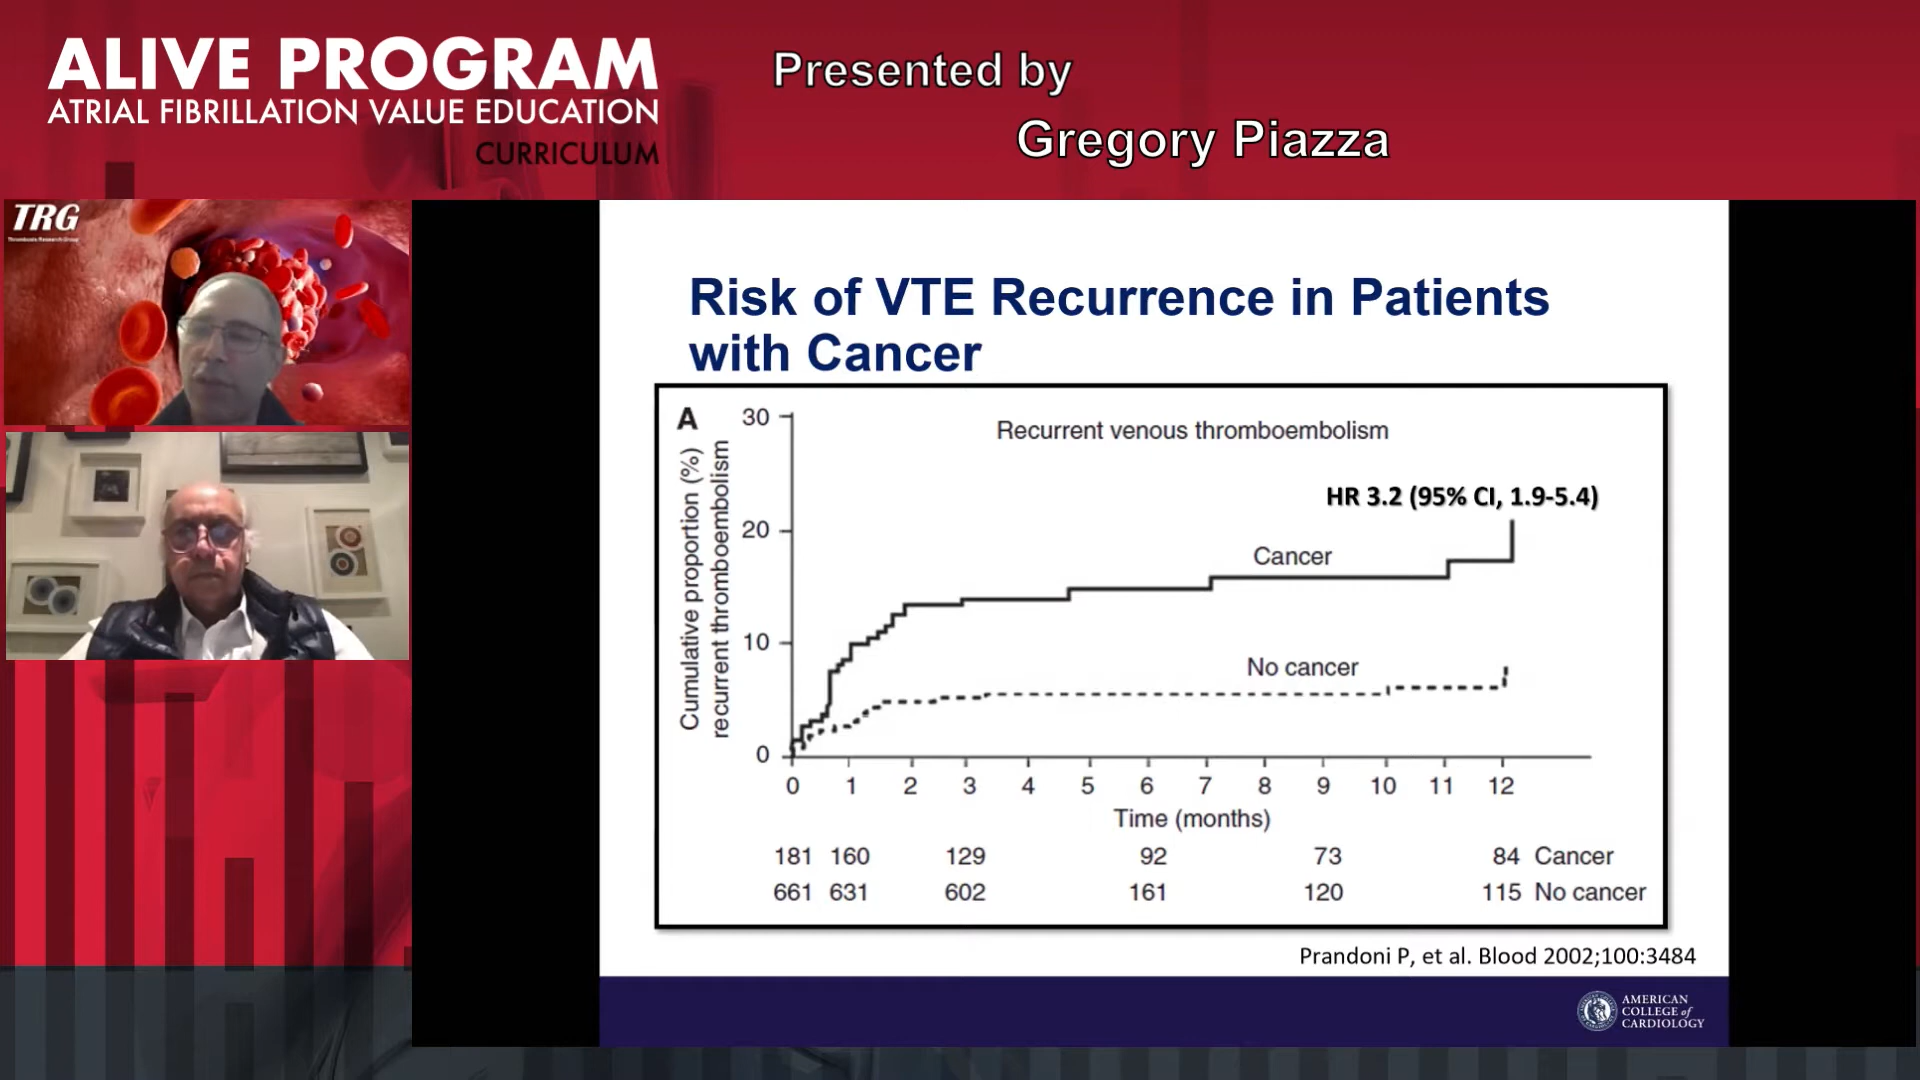 ALIVE PROGRAM
ATRIAL FIBRILLATION VALUE EDUCATION
CURRICULUM
Presented by
Gregory Piazza
TRG
Thrombosis Research Group
Risk of VTE Recurrence in Patients
with Cancer
A
Recurrent venous thromboembolism
HR 3.2 (95% CI, 1.9-5.4)
Cancer
No cancer
Cumulative proportion (%)
recurrent thromboembolism
30
20
10
0
0 1 2 3 4 5 6 7 8 9 10 11 12
Time (months)
181 160 129 92 73 84 Cancer
661 631 602 161 120 115 No cancer
Prandoni P, et al. Blood 2002;100:3484
AMERICAN
COLLEGE of
CARDIOLOGY